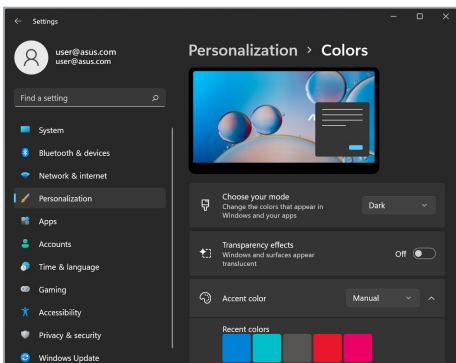 Settings
user@asus.com
user@asus.com
Find a setting
System
Bluetooth & devices
Network & internet
Personalization
Apps
Accounts
Time & language
Gaming
Accessibility
Privacy & security
Windows Update
Personalization > Colors
Choose your mode
Change the colors that appear in
Windows and your apps
Dark
Transparency effects
Windows and surfaces appear
translucent
Off
Accent color
Manual
Recent colors